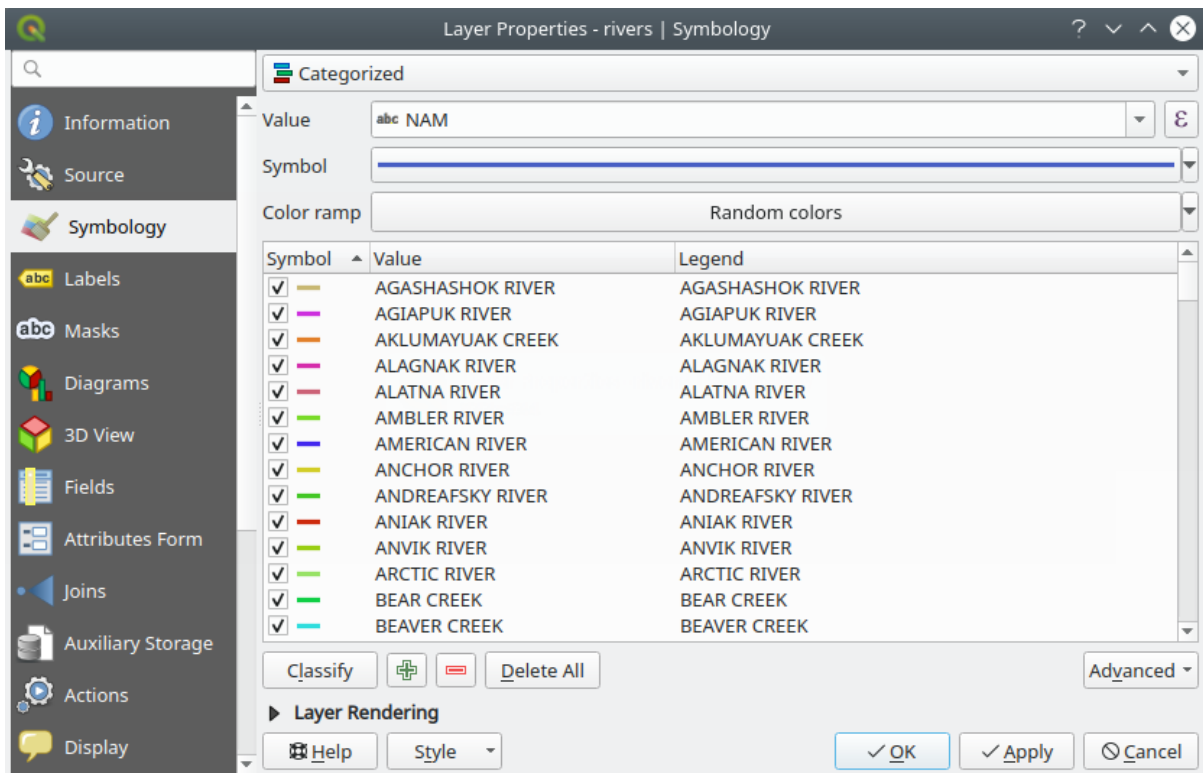 Layer Properties - rivers | Symbology
Categorized
Information
Source
Symbology
Labels
Masks
Diagrams
3D View
Fields
Attributes Form
Joins
Auxiliary Storage
Actions
Display
Value abc NAM ε
Symbol
Color ramp Random colors
Symbol Value Legend
AGASHASHOK RIVER AGASHASHOK RIVER
AGIAPUK RIVER AGIAPUK RIVER
AKLUMAYUAK CREEK AKLUMAYUAK CREEK
ALAGNAK RIVER ALAGNAK RIVER
ALATNA RIVER ALATNA RIVER
AMBLER RIVER AMBLER RIVER
AMERICAN RIVER AMERICAN RIVER
ANCHOR RIVER ANCHOR RIVER
ANDREAFSKY RIVER ANDREAFSKY RIVER
ANIAK RIVER ANIAK RIVER
ANVIK RIVER ANVIK RIVER
ARCTIC RIVER ARCTIC RIVER
BEAR CREEK BEAR CREEK
BEAVER CREEK BEAVER CREEK
Classify Delete All Advanced
Layer Rendering
Help Style OK Apply Cancel